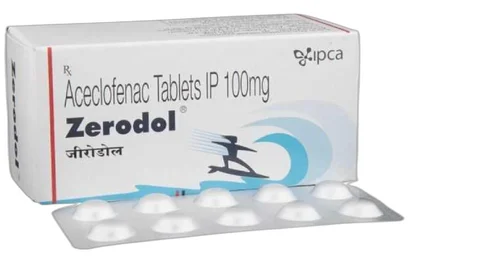 ipca
Rx
Aceclofenac Tablets IP 100mg
Zerodol®
जीरोडोल